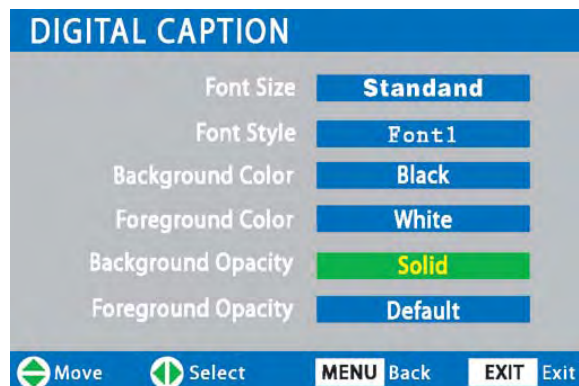 DIGITAL CAPTION
Font Size Standand
Font Style Font1
Background Color Black
Foreground Color White
Background Opacity Solid
Foreground Opacity Default
Move Select MENU Back EXIT Exit